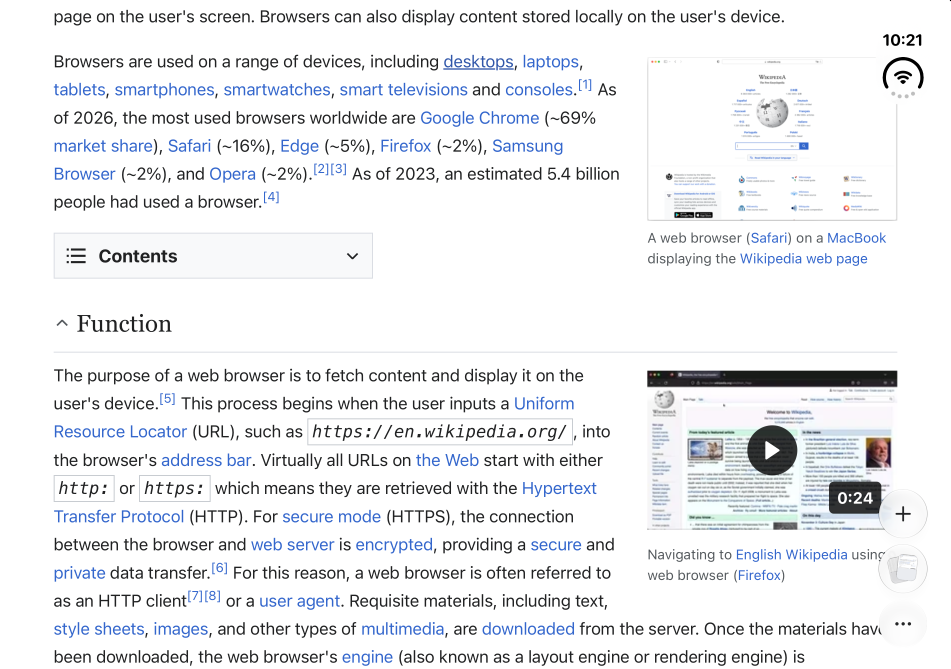 page on the user's screen. Browsers can also display content stored locally on the user's device.
10:21
Browsers are used on a range of devices, including desktops, laptops,
tablets, smartphones, smartwatches, smart televisions and consoles.[1] As
of 2026, the most used browsers worldwide are Google Chrome (~69%
market share), Safari (~16%), Edge (~5%), Firefox (~2%), Samsung
Browser (~2%), and Opera (~2%).[2][3] As of 2023, an estimated 5.4 billion
people had used a browser.[4]
WIKIPEDIA
A web browser (Safari) on a MacBook
displaying the Wikipedia web page
Contents
Function
The purpose of a web browser is to fetch content and display it on the
user's device.[5] This process begins when the user inputs a Uniform
Resource Locator (URL), such as https://en.wikipedia.org/, into
the browser's address bar. Virtually all URLs on the Web start with either
http: or https: which means they are retrieved with the Hypertext
Transfer Protocol (HTTP). For secure mode (HTTPS), the connection
between the browser and web server is encrypted, providing a secure and
private data transfer.[6] For this reason, a web browser is often referred to
as an HTTP client[7][8] or a user agent. Requisite materials, including text,
style sheets, images, and other types of multimedia, are downloaded from the server. Once the materials have
been downloaded, the web browser's engine (also known as a layout engine or rendering engine) is
Welcome to Wikipedia,
0:24
Navigating to English Wikipedia using
web browser (Firefox)